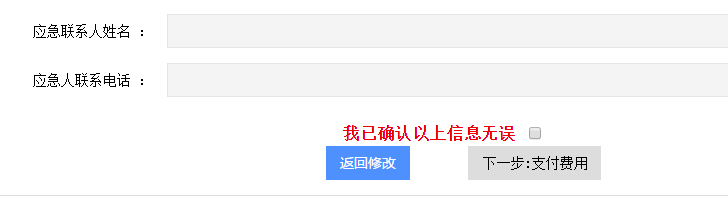 应急联系人姓名 ：
应急人联系电话 ：
我已确认以上信息无误
返回修改 下一步:支付费用